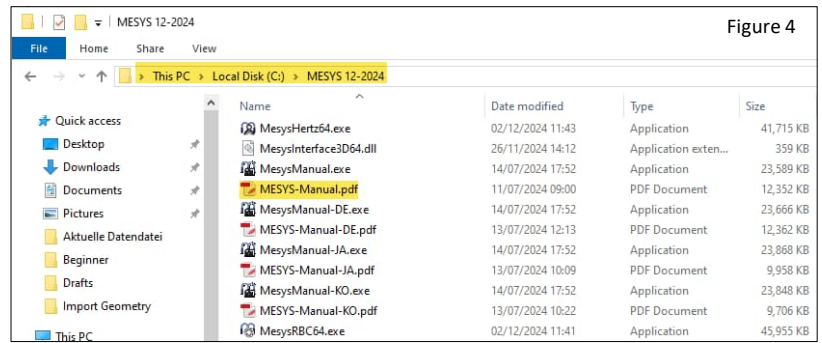 MESYS 12-2024
Figure 4
File Home Share View
This PC > Local Disk (C:) > MESYS 12-2024
Name Date modified Type Size
Quick access
Desktop
Downloads
Documents
Pictures
Aktuelle Datendatei
Beginner
Drafts
Import Geometry
This PC
MesysHertz64.exe 02/12/2024 11:43 Application 41,715 KB
MesysInterface3D64.dll 26/11/2024 14:12 Application exten... 359 KB
MesysManual.exe 14/07/2024 17:52 Application 23,589 KB
MESYS-Manual.pdf 11/07/2024 09:00 PDF Document 12,352 KB
MesysManual-DE.exe 14/07/2024 17:52 Application 23,666 KB
MESYS-Manual-DE.pdf 13/07/2024 12:13 PDF Document 12,362 KB
MesysManual-JA.exe 14/07/2024 17:52 Application 23,868 KB
MESYS-Manual-JA.pdf 13/07/2024 10:09 PDF Document 9,958 KB
MesysManual-KO.exe 14/07/2024 17:52 Application 23,848 KB
MESYS-Manual-KO.pdf 13/07/2024 10:22 PDF Document 9,706 KB
MesysRBC64.exe 02/12/2024 11:41 Application 45,955 KB